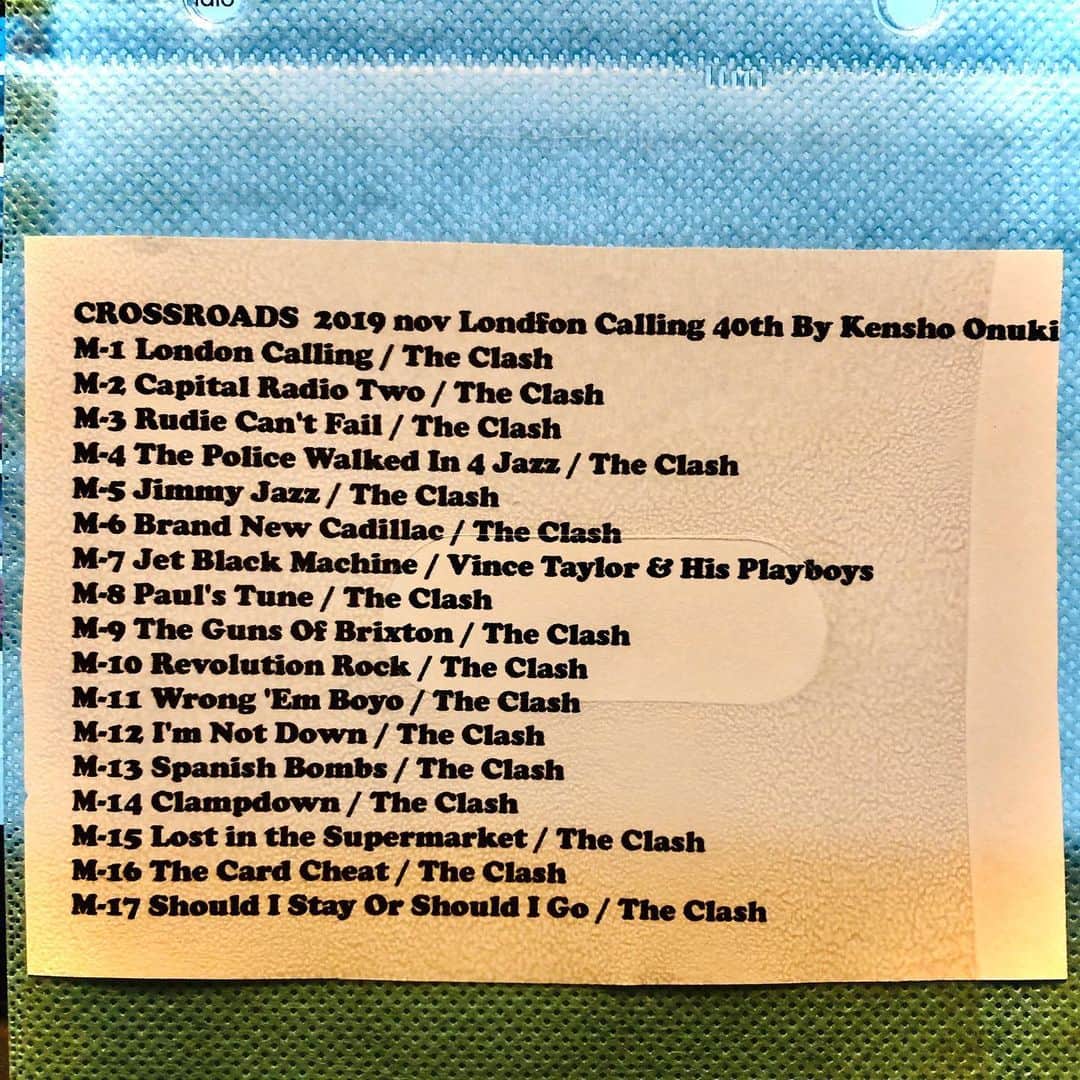 CROSSROADS 2019 nov Londfon Calling 40th By Kensho Onuki
M-1 London Calling / The Clash
M-2 Capital Radio Two / The Clash
M-3 Rudie Can't Fail / The Clash
M-4 The Police Walked In 4 Jazz / The Clash
M-5 Jimmy Jazz / The Clash
M-6 Brand New Cadillac / The Clash
M-7 Jet Black Machine / Vince Taylor & His Playboys
M-8 Paul's Tune / The Clash
M-9 The Guns Of Brixton / The Clash
M-10 Revolution Rock / The Clash
M-11 Wrong 'Em Boyo / The Clash
M-12 I'm Not Down / The Clash
M-13 Spanish Bombs / The Clash
M-14 Clampdown / The Clash
M-15 Lost in the Supermarket / The Clash
M-16 The Card Cheat / The Clash
M-17 Should I Stay Or Should I Go / The Clash